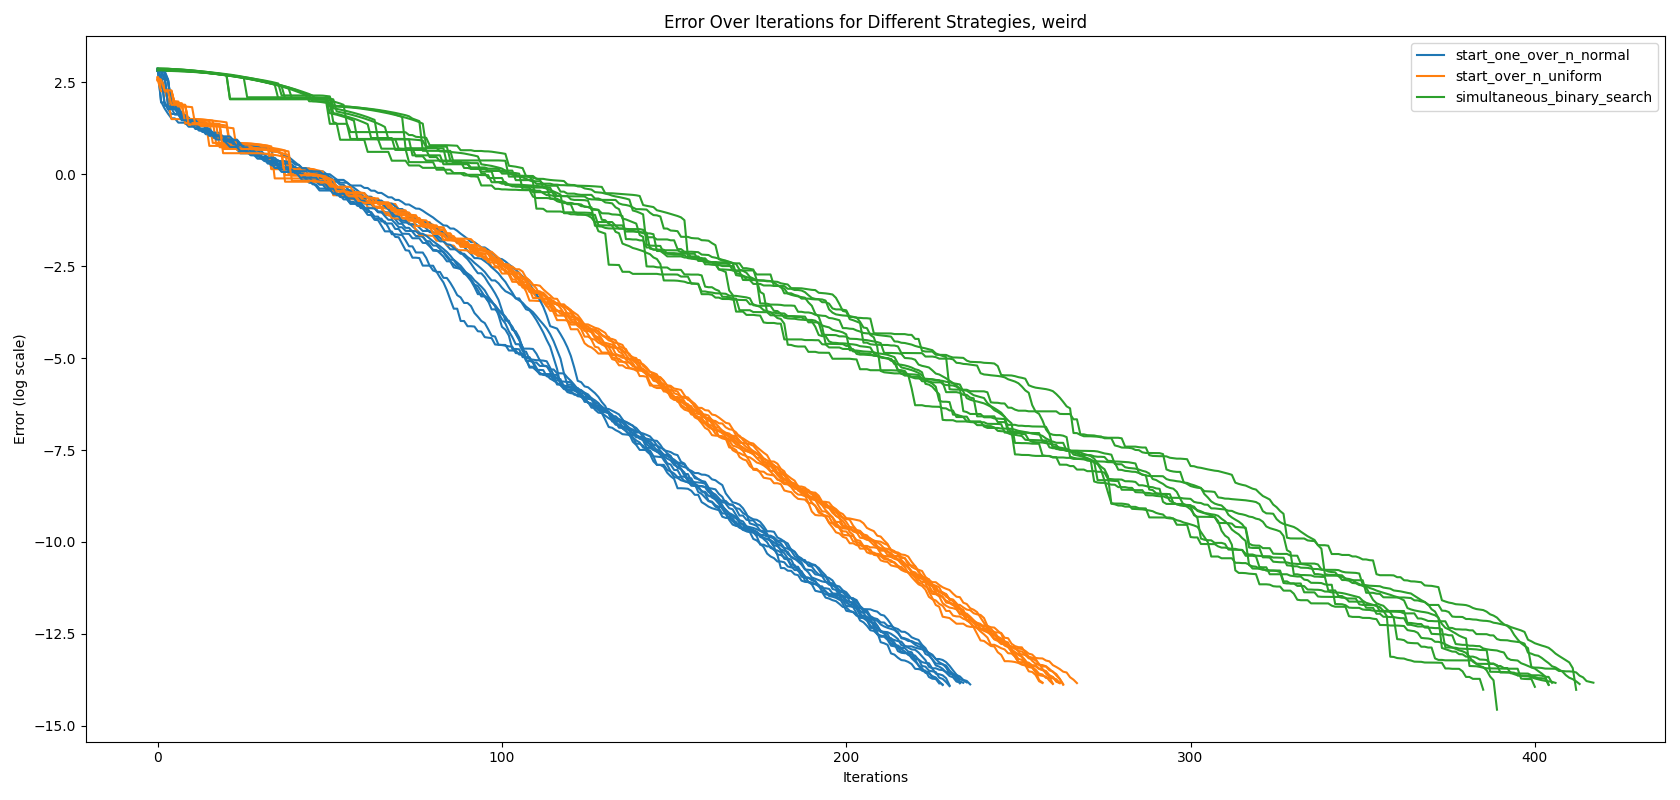 Error Over Iterations for Different Strategies, weird
start_one_over_n_normal
start_over_n_uniform
simultaneous_binary_search
Error (log scale)
2.5
0.0
−2.5
−5.0
−7.5
−10.0
−12.5
−15.0
0
100
200
300
400
Iterations